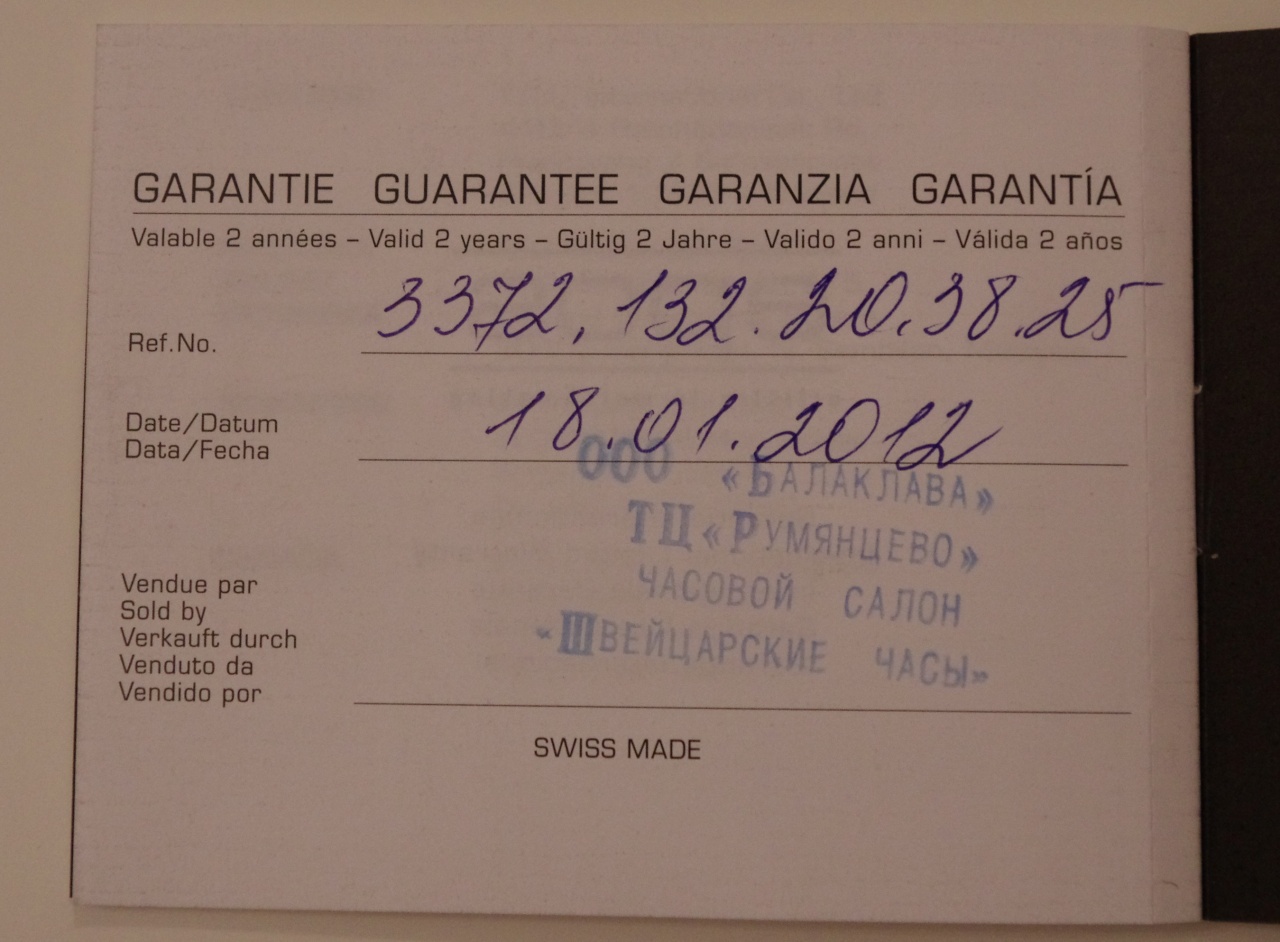 GARANTIE GUARANTEE GARANZIA GARANTÍA
Valable 2 années – Valid 2 years – Gültig 2 Jahre – Valido 2 anni – Válida 2 años
Ref.No. 3372.132.20.38.25
Date/Datum
Data/Fecha
18.01.2012
ООО «БАЛАКЛАВА»
ТЦ «РУМЯНЦЕВО»
ЧАСОВОЙ САЛОН
«ШВЕЙЦАРСКИЕ ЧАСЫ»
Vendue par
Sold by
Verkauft durch
Venduto da
Vendido por
SWISS MADE